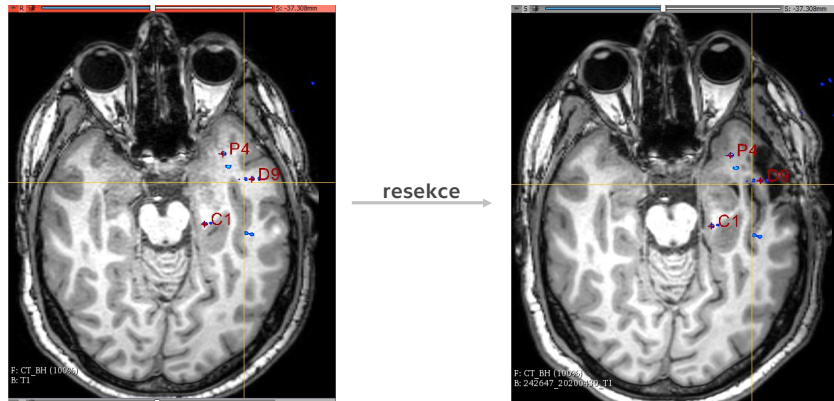 R
S: -37.308mm
P4
D9
C1
F: CT_BH (100%)
B: T1
resekce
S
S: -37.308mm
P4
D9
C1
F: CT_BH (100%)
B: 242647_20200430_T1